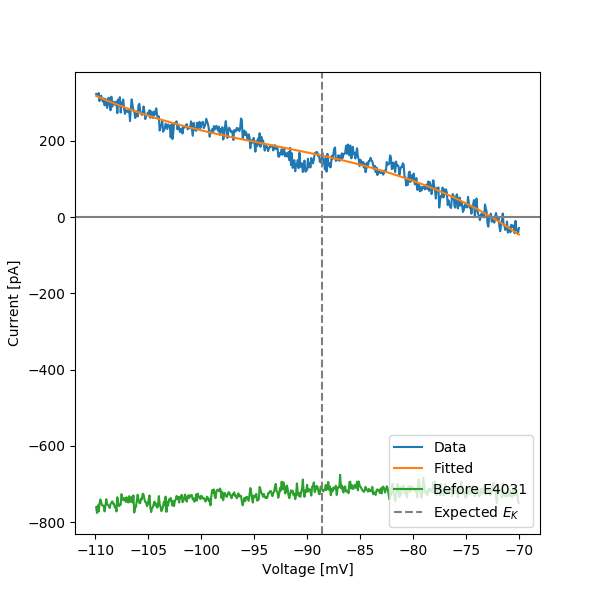 200
0
−200
−400
−600
−800
Current [pA]
−110
−105
−100
−95
−90
−85
−80
−75
−70
Voltage [mV]
Data
Fitted
Before E4031
Expected E_K